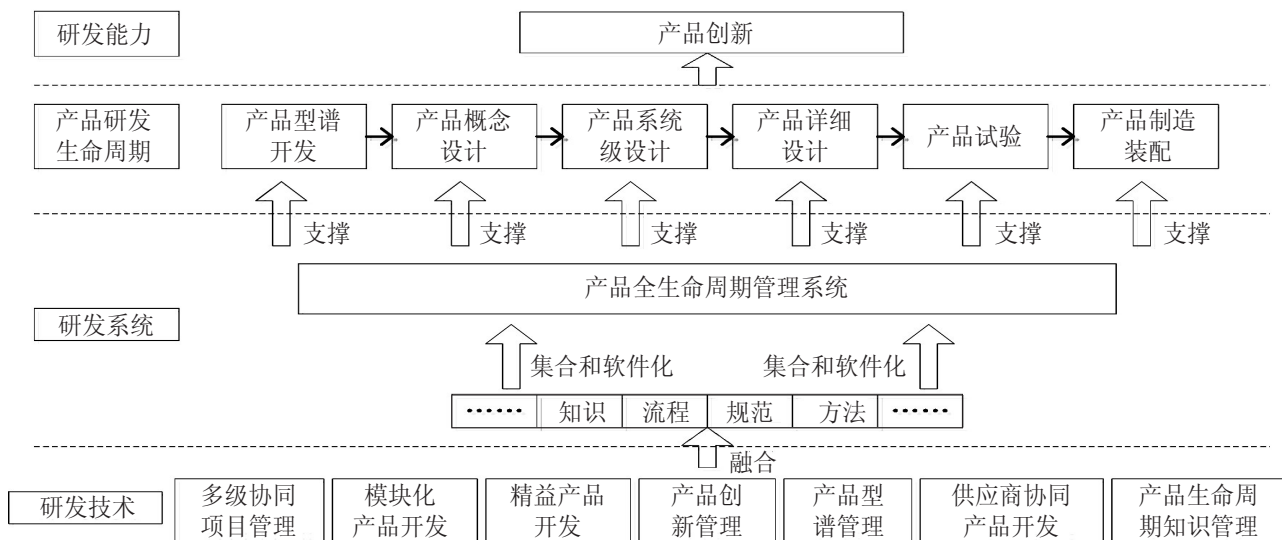 研发能力
产品创新
产品研发
生命周期
产品型谱
开发
产品概念
设计
产品系统
级设计
产品详细
设计
产品试验
产品制造
装配
支撑
支撑
支撑
支撑
支撑
支撑
研发系统
产品全生命周期管理系统
集合和软件化
集合和软件化
……
知识
流程
规范
方法
……
融合
研发技术
多级协同
项目管理
模块化
产品开发
精益产品
开发
产品创
新管理
产品型
谱管理
供应商协同
产品开发
产品生命周
期知识管理